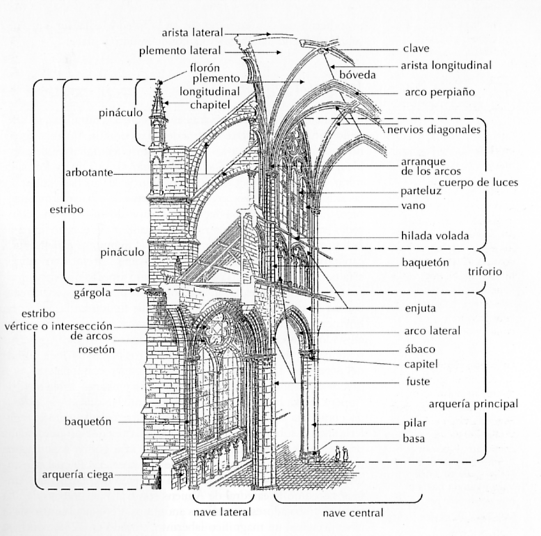 arista lateral
plemento lateral
florón
plemento
longitudinal
chapitel
pináculo
arbotante
estribo
pináculo
gárgola
estribo
vértice o intersección
de arcos
rosetón
baquetón
arquería ciega
nave lateral
nave central
clave
arista longitudinal
bóveda
arco perpiaño
nervios diagonales
arranque
de los arcos
cuerpo de luces
parteluz
vano
hilada volada
baquetón
triforio
enjuta
arco lateral
ábaco
capitel
fuste
arquería principal
pilar
basa